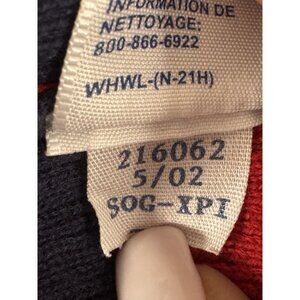 INFORMATION DE
NETTOYAGE:
800-866-6922
WHWL-(N-21H)
216062
5/02
SOG-XPI